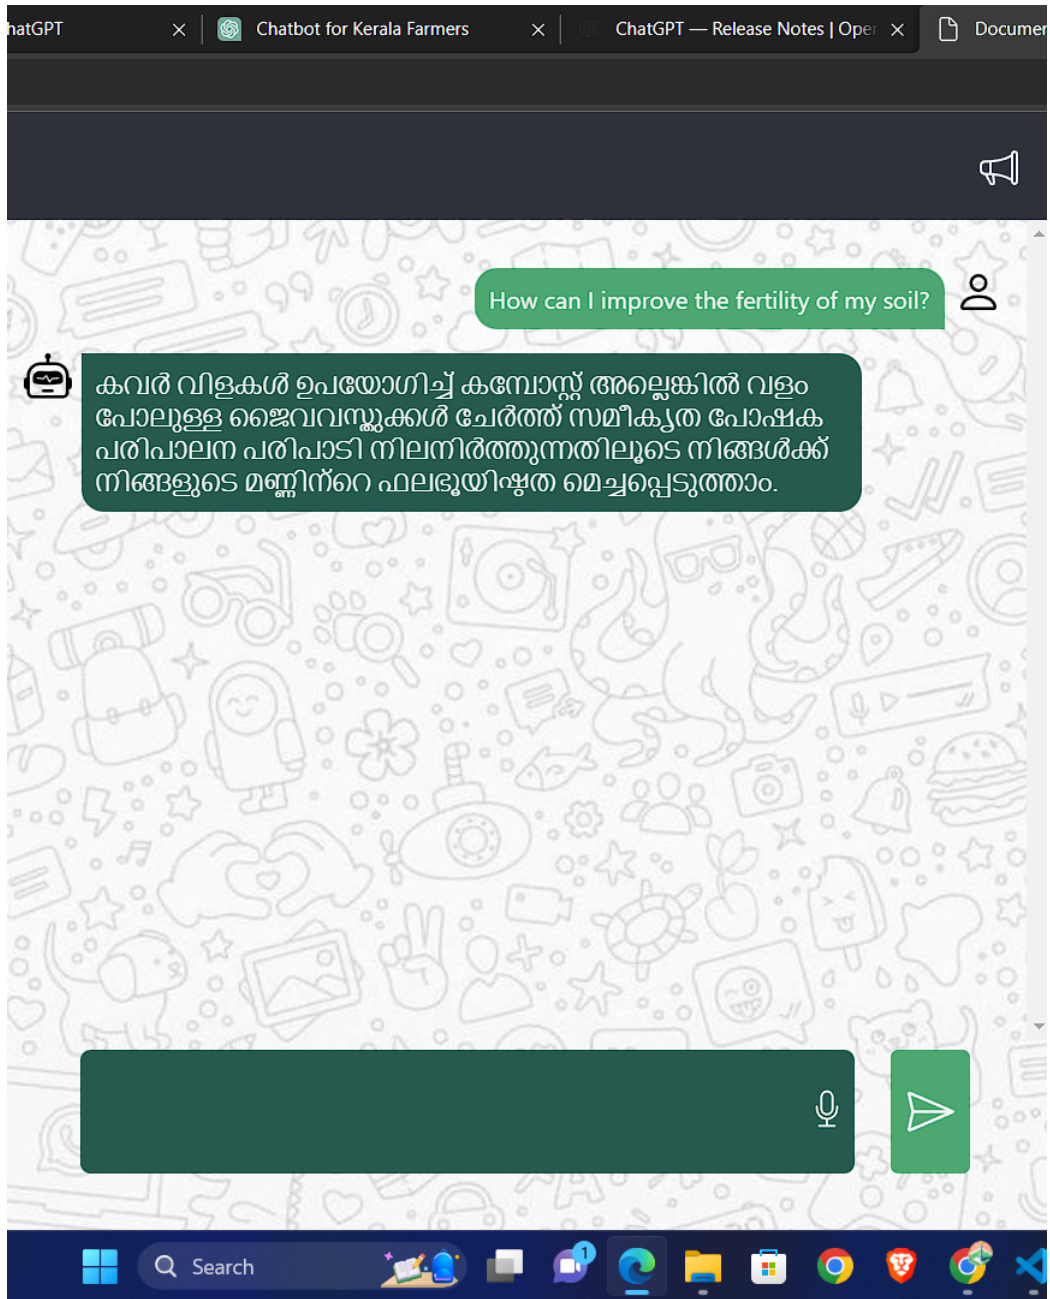 hatGPT
Chatbot for Kerala Farmers
ChatGPT — Release Notes | Oper
Documer
How can I improve the fertility of my soil?
കവർ വിളകൾ ഉപയോഗിച്ച് കമ്പോസ്റ്റ് അല്ലെങ്കിൽ വളം
പോലുള്ള ജൈവവസ്തുക്കൾ ചേർത്ത് സമീകൃത പോഷക
പരിപാലന പരിപാടി നിലനിർത്തുന്നതിലൂടെ നിങ്ങൾക്ക്
നിങ്ങളുടെ മണ്ണിന്റെ ഫലഭൂയിഷ്ഠത മെച്ചപ്പെടുത്താം.
Search
1